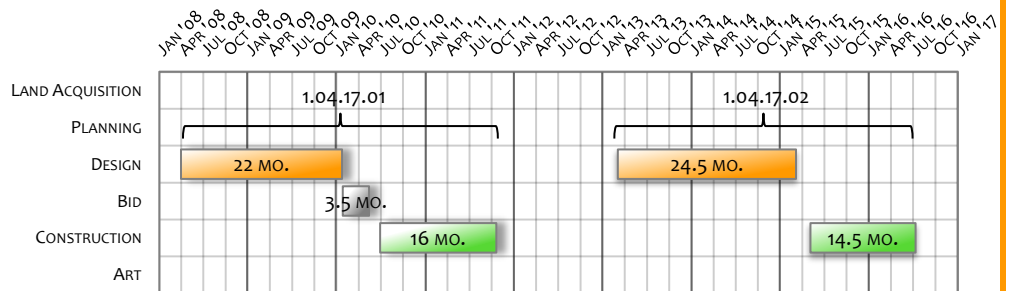 JAN '08 APR '08 JUL '08 OCT '08 JAN '09 APR '09 JUL '09 OCT '09 JAN '10 APR '10 JUL '10 OCT '10 JAN '11 APR '11 JUL '11 OCT '11 JAN '12 APR '12 JUL '12 OCT '12 JAN '13 APR '13 JUL '13 OCT '13 JAN '14 APR '14 JUL '14 OCT '14 JAN '15 APR '15 JUL '15 OCT '15 JAN '16 APR '16 JUL '16 OCT '16 JAN '17
LAND ACQUISITION
1.04.17.01 1.04.17.02
PLANNING
DESIGN 22 MO. 24.5 MO.
BID 3.5 MO.
CONSTRUCTION 16 MO. 14.5 MO.
ART